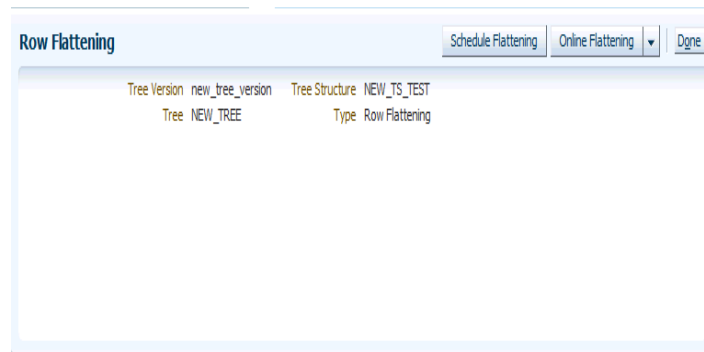 Row Flattening
Schedule Flattening Online Flattening Done
Tree Version new_tree_version Tree Structure NEW_TS_TEST
Tree NEW_TREE Type Row Flattening